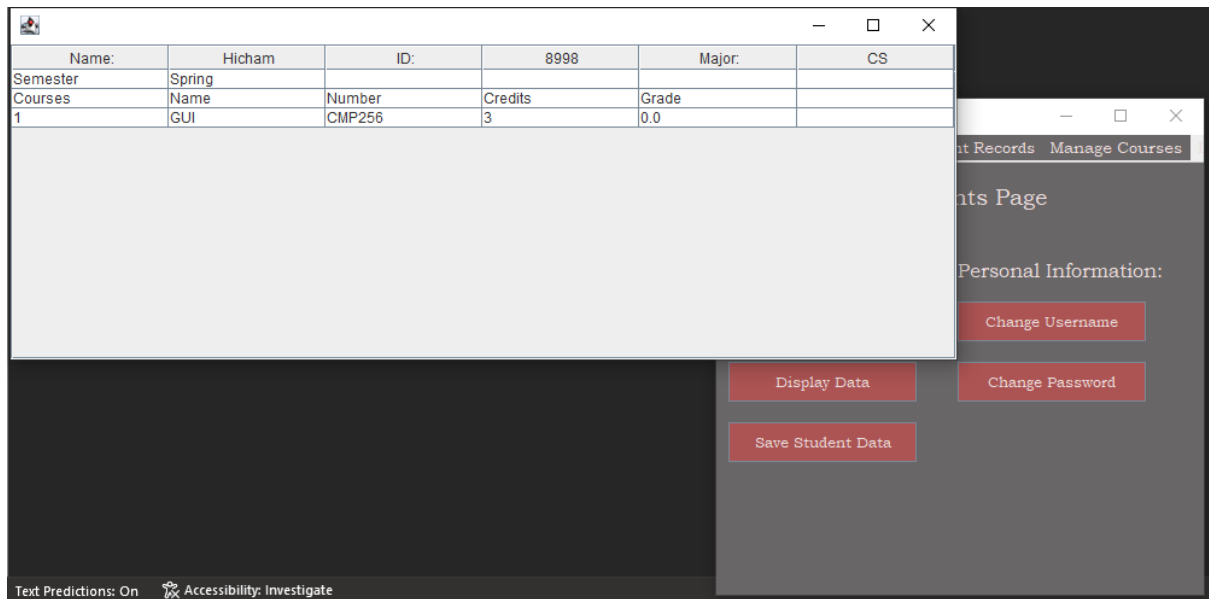 Name: Hicham ID: 8998 Major: CS
Semester Spring
Courses Name Number Credits Grade
1 GUI CMP256 3 0.0
Records Manage Courses
Page
Personal Information:
Change Username
Display Data Change Password
Save Student Data
Text Predictions: On Accessibility: Investigate